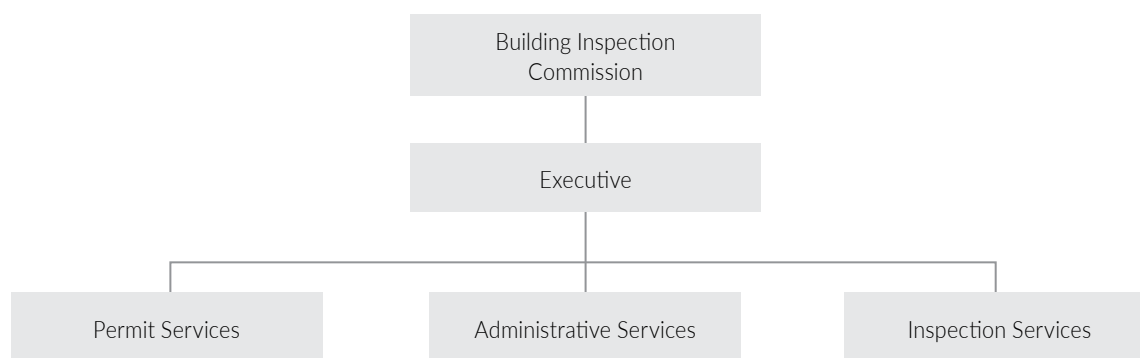 Building Inspection
Commission
Executive
Permit Services
Administrative Services
Inspection Services